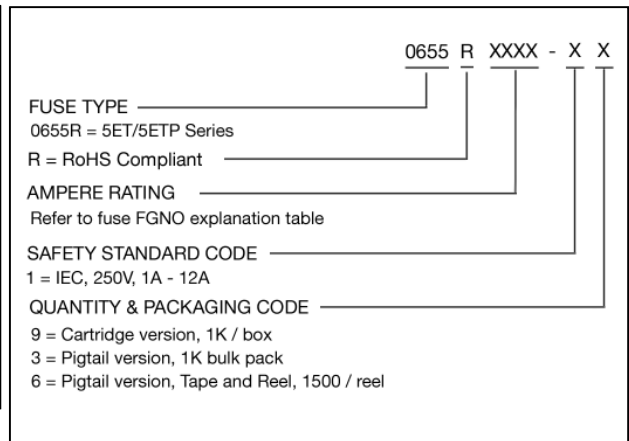 0655 R XXXX - X X
FUSE TYPE
0655R = 5ET/5ETP Series
R = RoHS Compliant
AMPERE RATING
Refer to fuse FGNO explanation table
SAFETY STANDARD CODE
1 = IEC, 250V, 1A - 12A
QUANTITY & PACKAGING CODE
9 = Cartridge version, 1K / box
3 = Pigtail version, 1K bulk pack
6 = Pigtail version, Tape and Reel, 1500 / reel